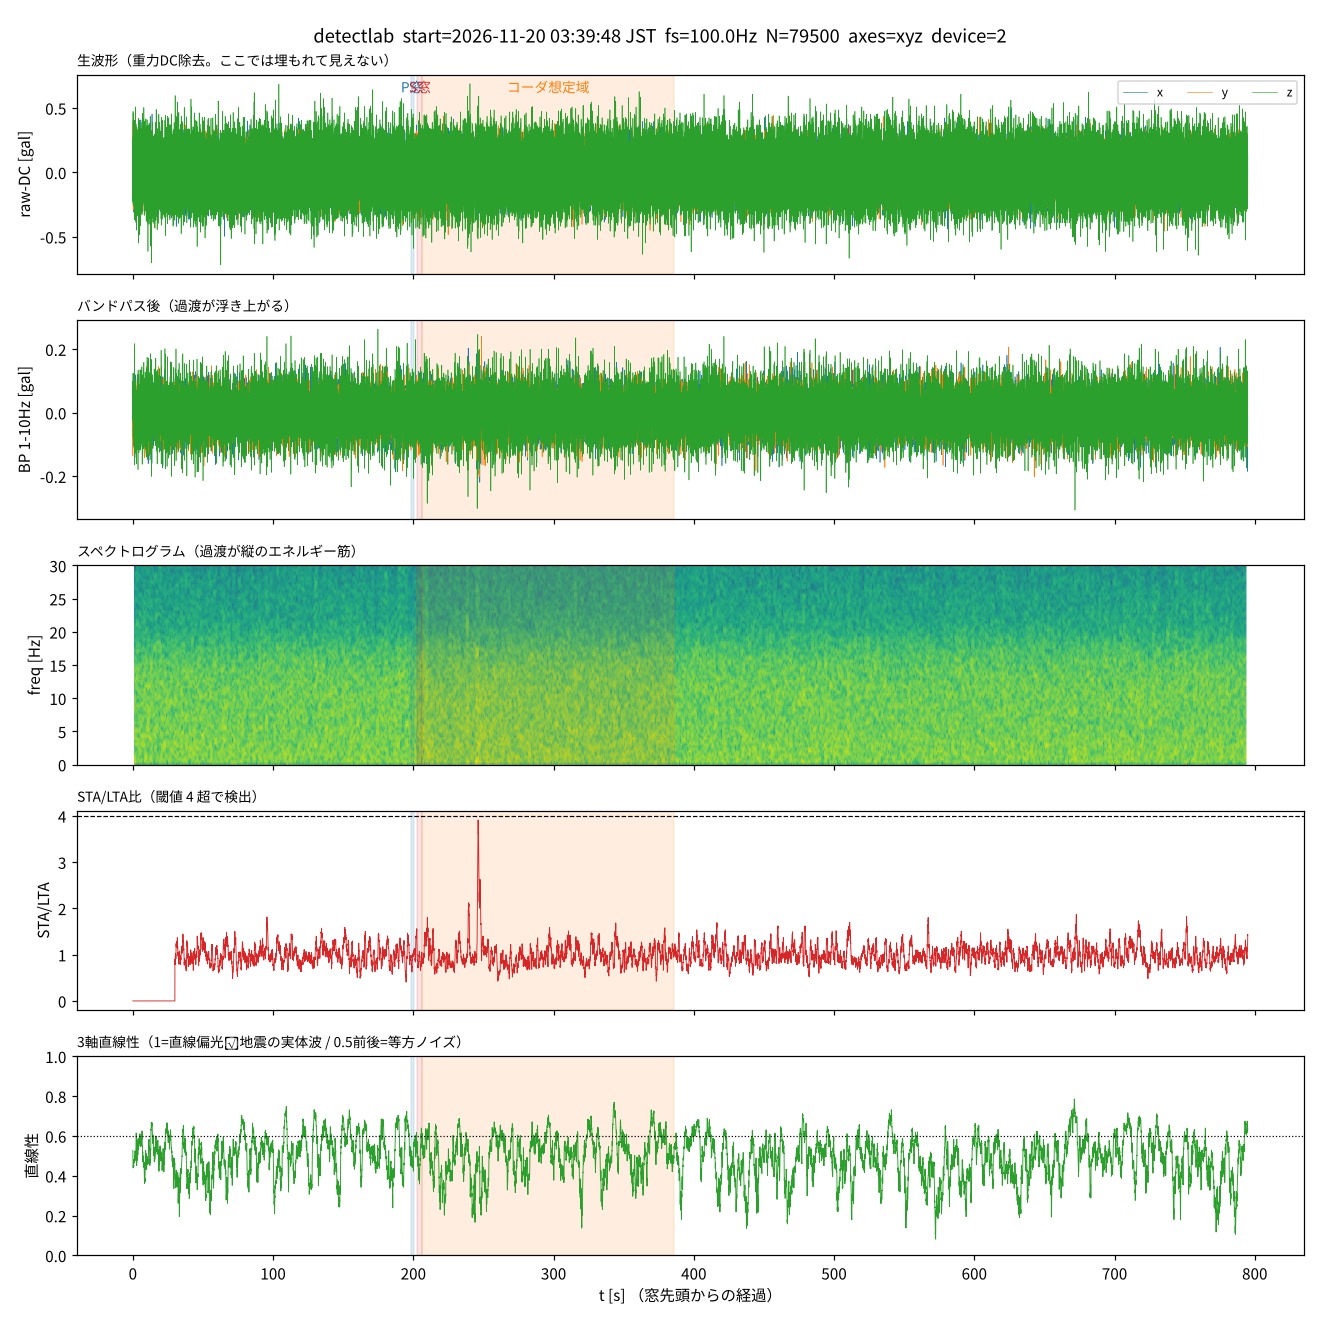 detectlab start=2026-11-20 03:39:48 JST fs=100.0Hz N=79500 axes=xyz device=2
生波形（重力DC除去。ここでは埋もれて見えない）
コーダ想定域
x y z
0.5
0.0
-0.5
raw-DC [gal]
バンドパス後（過渡が浮き上がる）
0.2
0.0
-0.2
BP 1-10Hz [gal]
スペクトログラム（過渡が縦のエネルギー筋）
30
25
20
15
10
5
0
freq [Hz]
STA/LTA比（閾値 4 超で検出）
4
3
2
1
0
STA/LTA
3軸直線性（1=直線偏光 地震の実体波 / 0.5前後=等方ノイズ）
1.0
0.8
0.6
0.4
0.2
0.0
直線性
0 100 200 300 400 500 600 700 800
t [s] （窓先頭からの経過）